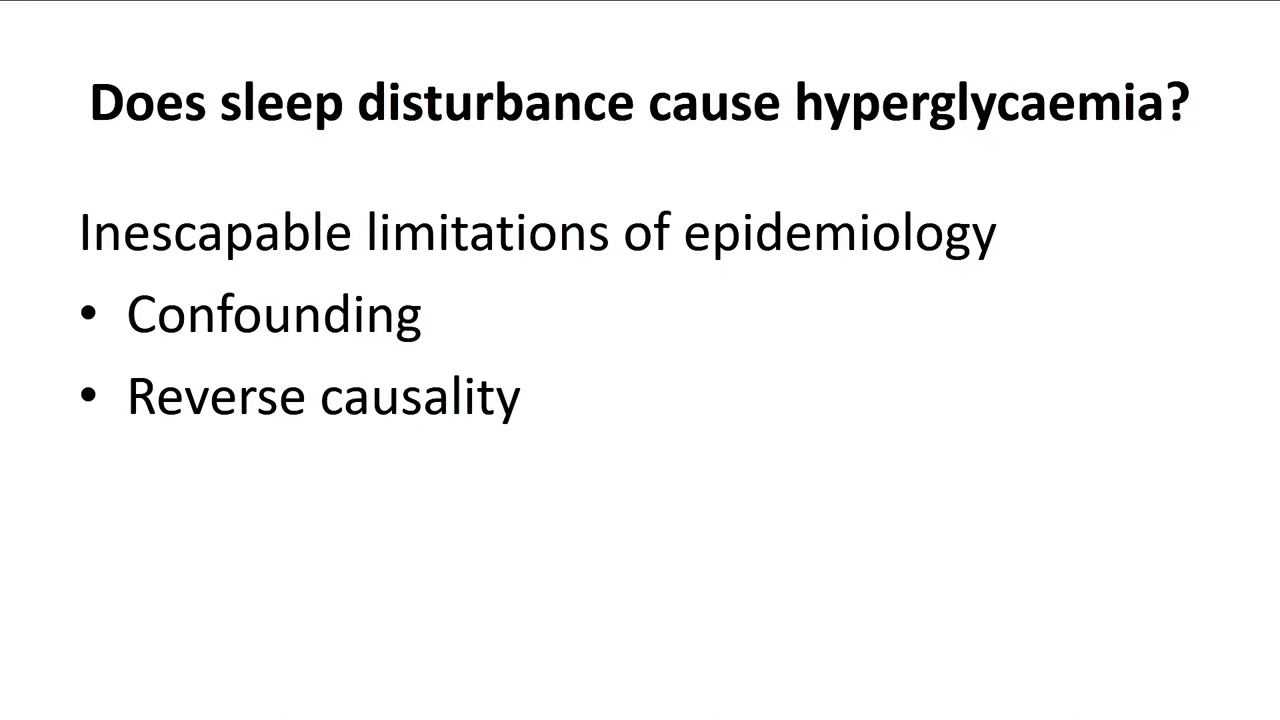 Does sleep disturbance cause hyperglycaemia?
Inescapable limitations of epidemiology
• Confounding
• Reverse causality